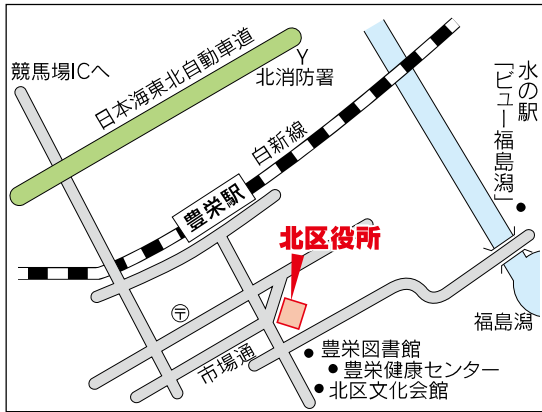 競馬場ICへ
日本海東北自動車道
Y
北消防署
水の駅
「ビュー福島潟」
白新線
豊栄駅
北区役所
〒
福島潟
市場通
豊栄図書館
豊栄健康センター
北区文化会館